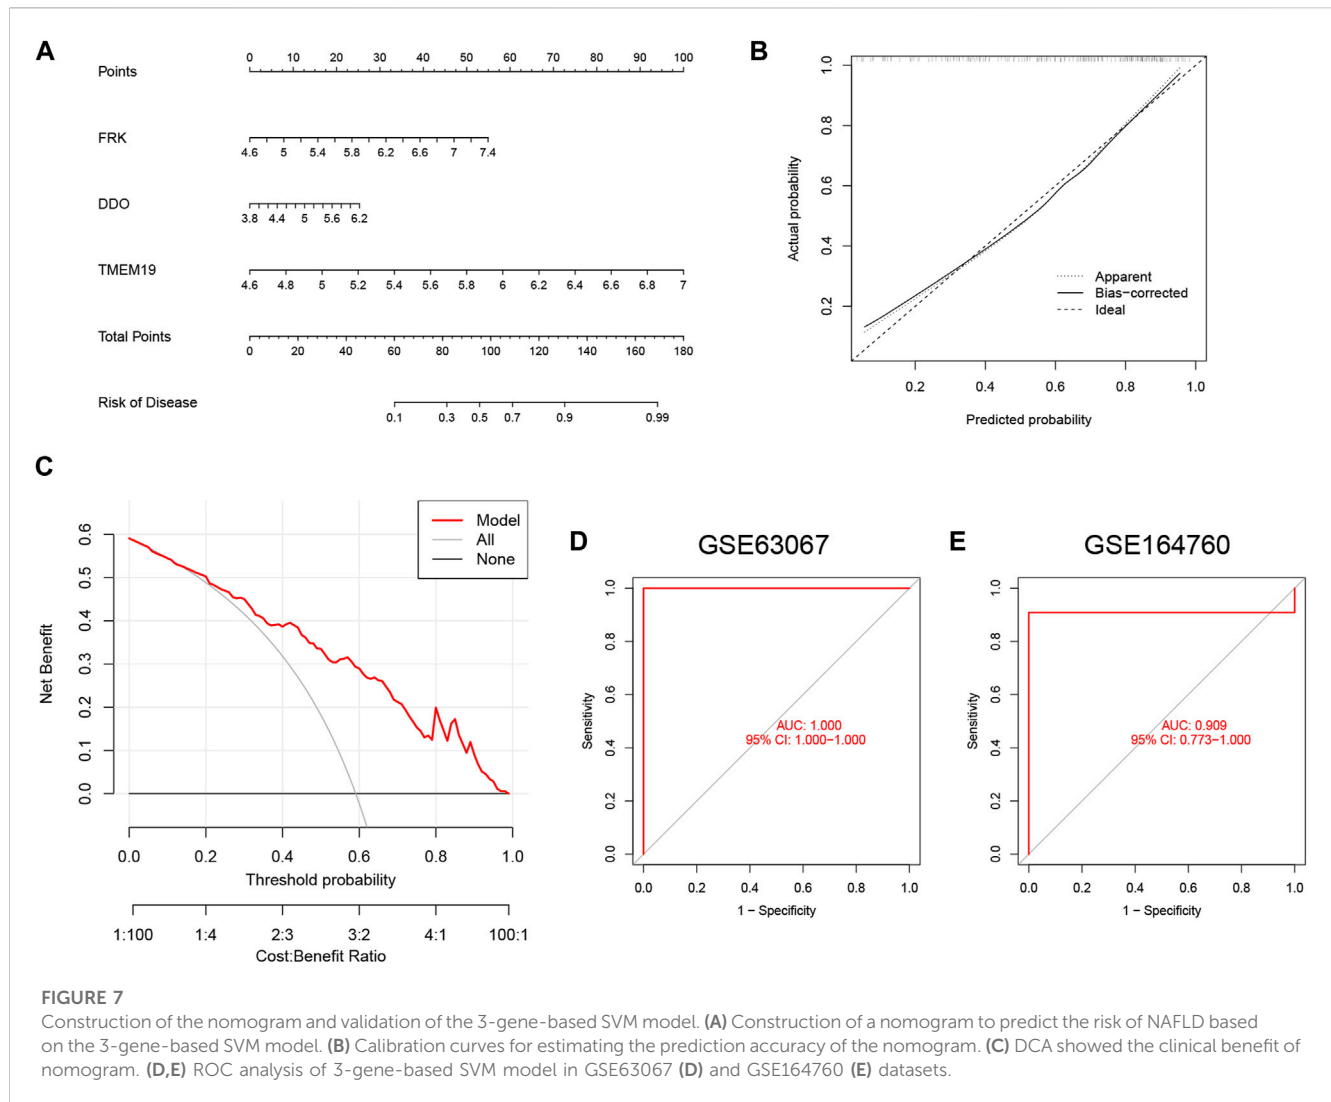 A
Points
0 10 20 30 40 50 60 70 80 90 100
FRK
4.6 5 5.4 5.8 6.2 6.6 7 7.4
DDO
3.8 4.4 5 5.6 6.2
TMEM19
4.6 4.8 5 5.2 5.4 5.6 5.8 6 6.2 6.4 6.6 6.8 7
Total Points
0 20 40 60 80 100 120 140 160 180
Risk of Disease
0.1 0.3 0.5 0.7 0.9 0.99
B
Actual probability
1.0
0.8
0.6
0.4
0.2
Apparent
Bias−corrected
Ideal
0.2 0.4 0.6 0.8 1.0
Predicted probability
C
Net Benefit
0.6
0.5
0.4
0.3
0.2
0.1
0.0
Model
All
None
0.0 0.2 0.4 0.6 0.8 1.0
Threshold probability
1:100 1:4 2:3 3:2 4:1 100:1
Cost:Benefit Ratio
D
GSE63067
Sensitivity
1.0
0.8
0.6
0.4
0.2
0.0
AUC: 1.000
95% CI: 1.000−1.000
0.0 0.2 0.4 0.6 0.8 1.0
1 − Specificity
E
GSE164760
Sensitivity
1.0
0.8
0.6
0.4
0.2
0.0
AUC: 0.909
95% CI: 0.773−1.000
0.0 0.2 0.4 0.6 0.8 1.0
1 − Specificity
FIGURE 7
Construction of the nomogram and validation of the 3-gene-based SVM model. (A) Construction of a nomogram to predict the risk of NAFLD based
on the 3-gene-based SVM model. (B) Calibration curves for estimating the prediction accuracy of the nomogram. (C) DCA showed the clinical benefit of
nomogram. (D,E) ROC analysis of 3-gene-based SVM model in GSE63067 (D) and GSE164760 (E) datasets.